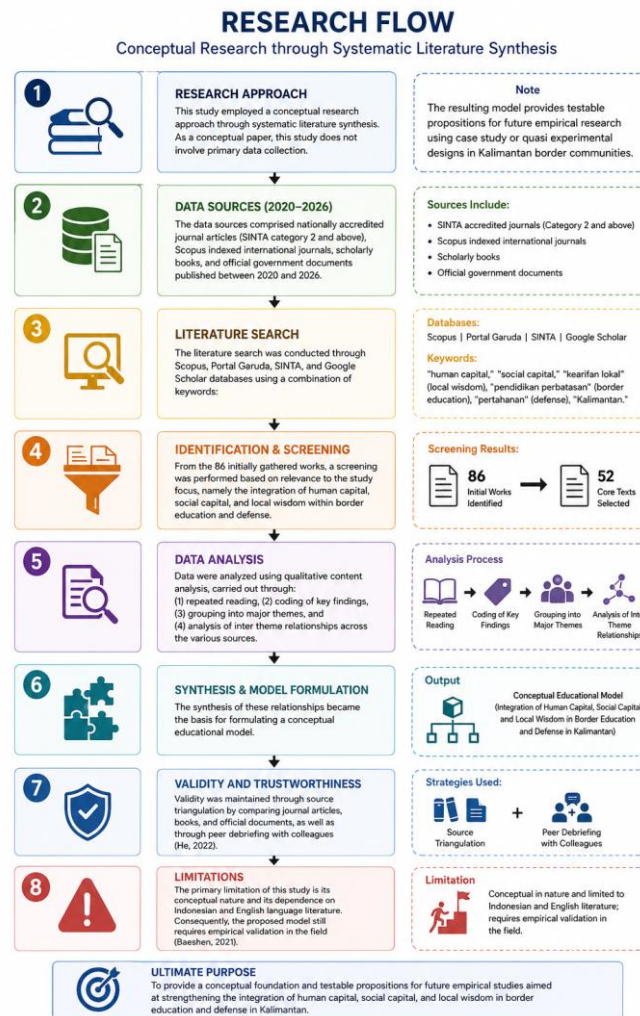 RESEARCH FLOW
Conceptual Research through Systematic Literature Synthesis
1
RESEARCH APPROACH
This study employed a conceptual research
approach through systematic literature synthesis.
As a conceptual paper, this study does not
involve primary data collection.
Note
The resulting model provides testable
propositions for future empirical research
using case study or quasi experimental
designs in Kalimantan border communities.
2
DATA SOURCES (2020–2026)
The data sources comprised nationally accredited
journal articles (SINTA category 2 and above),
Scopus indexed international journals, scholarly
books, and official government documents
published between 2020 and 2026.
Sources Include:
• SINTA accredited journals (Category 2 and above)
• Scopus indexed international journals
• Scholarly books
• Official government documents
3
LITERATURE SEARCH
The literature search was conducted through
Scopus, Portal Garuda, SINTA, and Google
Scholar databases using a combination of
keywords:
Databases:
Scopus | Portal Garuda | SINTA | Google Scholar
Keywords:
"human capital," "social capital," "kearifan lokal"
(local wisdom), "pendidikan perbatasan" (border
education), "pertahanan" (defense), "Kalimantan."
4
IDENTIFICATION & SCREENING
From the 86 initially gathered works, a screening
was performed based on relevance to the study
focus, namely the integration of human capital,
social capital, and local wisdom within border
education and defense.
Screening Results:
86
Initial Works
Identified
52
Core Texts
Selected
5
DATA ANALYSIS
Data were analyzed using qualitative content
analysis, carried out through:
(1) repeated reading, (2) coding of key findings,
(3) grouping into major themes, and
(4) analysis of inter theme relationships across
the various sources.
Analysis Process
Repeated
Reading
Coding of Key
Findings
Grouping into
Major Themes
Analysis of Inte
Theme
Relationships
6
SYNTHESIS & MODEL FORMULATION
The synthesis of these relationships became
the basis for formulating a conceptual
educational model.
Output
Conceptual Educational Model
(Integration of Human Capital, Social Capital
and Local Wisdom in Border Education
and Defense in Kalimantan)
7
VALIDITY AND TRUSTWORTHINESS
Validity was maintained through source
triangulation by comparing journal articles,
books, and official documents, as well as
through peer debriefing with colleagues
(He, 2022).
Strategies Used:
Source
Triangulation
+
Peer Debriefing
with Colleagues
8
LIMITATIONS
The primary limitation of this study is its
conceptual nature and its dependence on
Indonesian and English language literature.
Consequently, the proposed model still
requires empirical validation in the field
(Baeshen, 2021).
Limitation
Conceptual in nature and limited to
Indonesian and English literature;
requires empirical validation in
the field.
ULTIMATE PURPOSE
To provide a conceptual foundation and testable propositions for future empirical studies aimed
at strengthening the integration of human capital, social capital, and local wisdom in border
education and defense in Kalimantan.